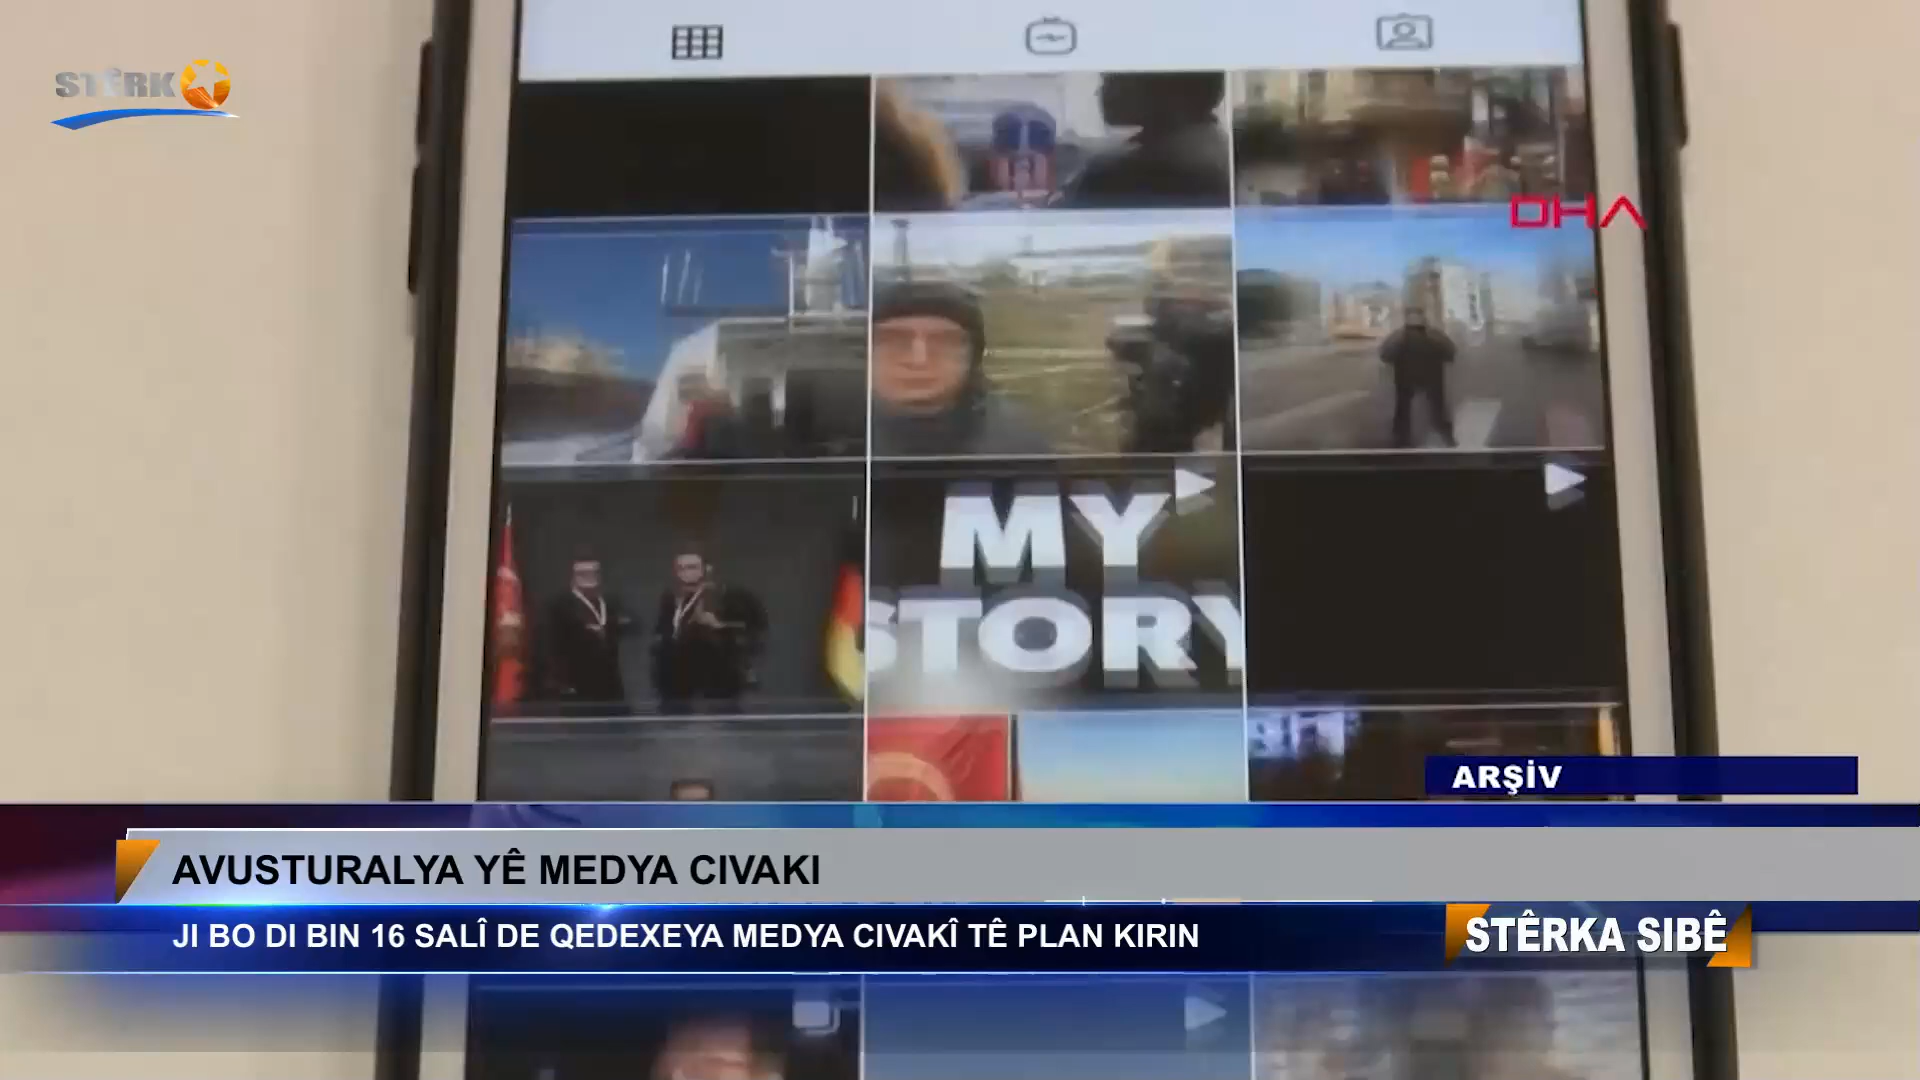 STÊRK
DHA
MY
STORY
ARŞİV
AVUSTURALYA YÊ MEDYA CIVAKI
JI BO DI BIN 16 SALÎ DE QEDEXEYA MEDYA CIVAKÎ TÊ PLAN KIRIN
STÊRKA SIBÊ